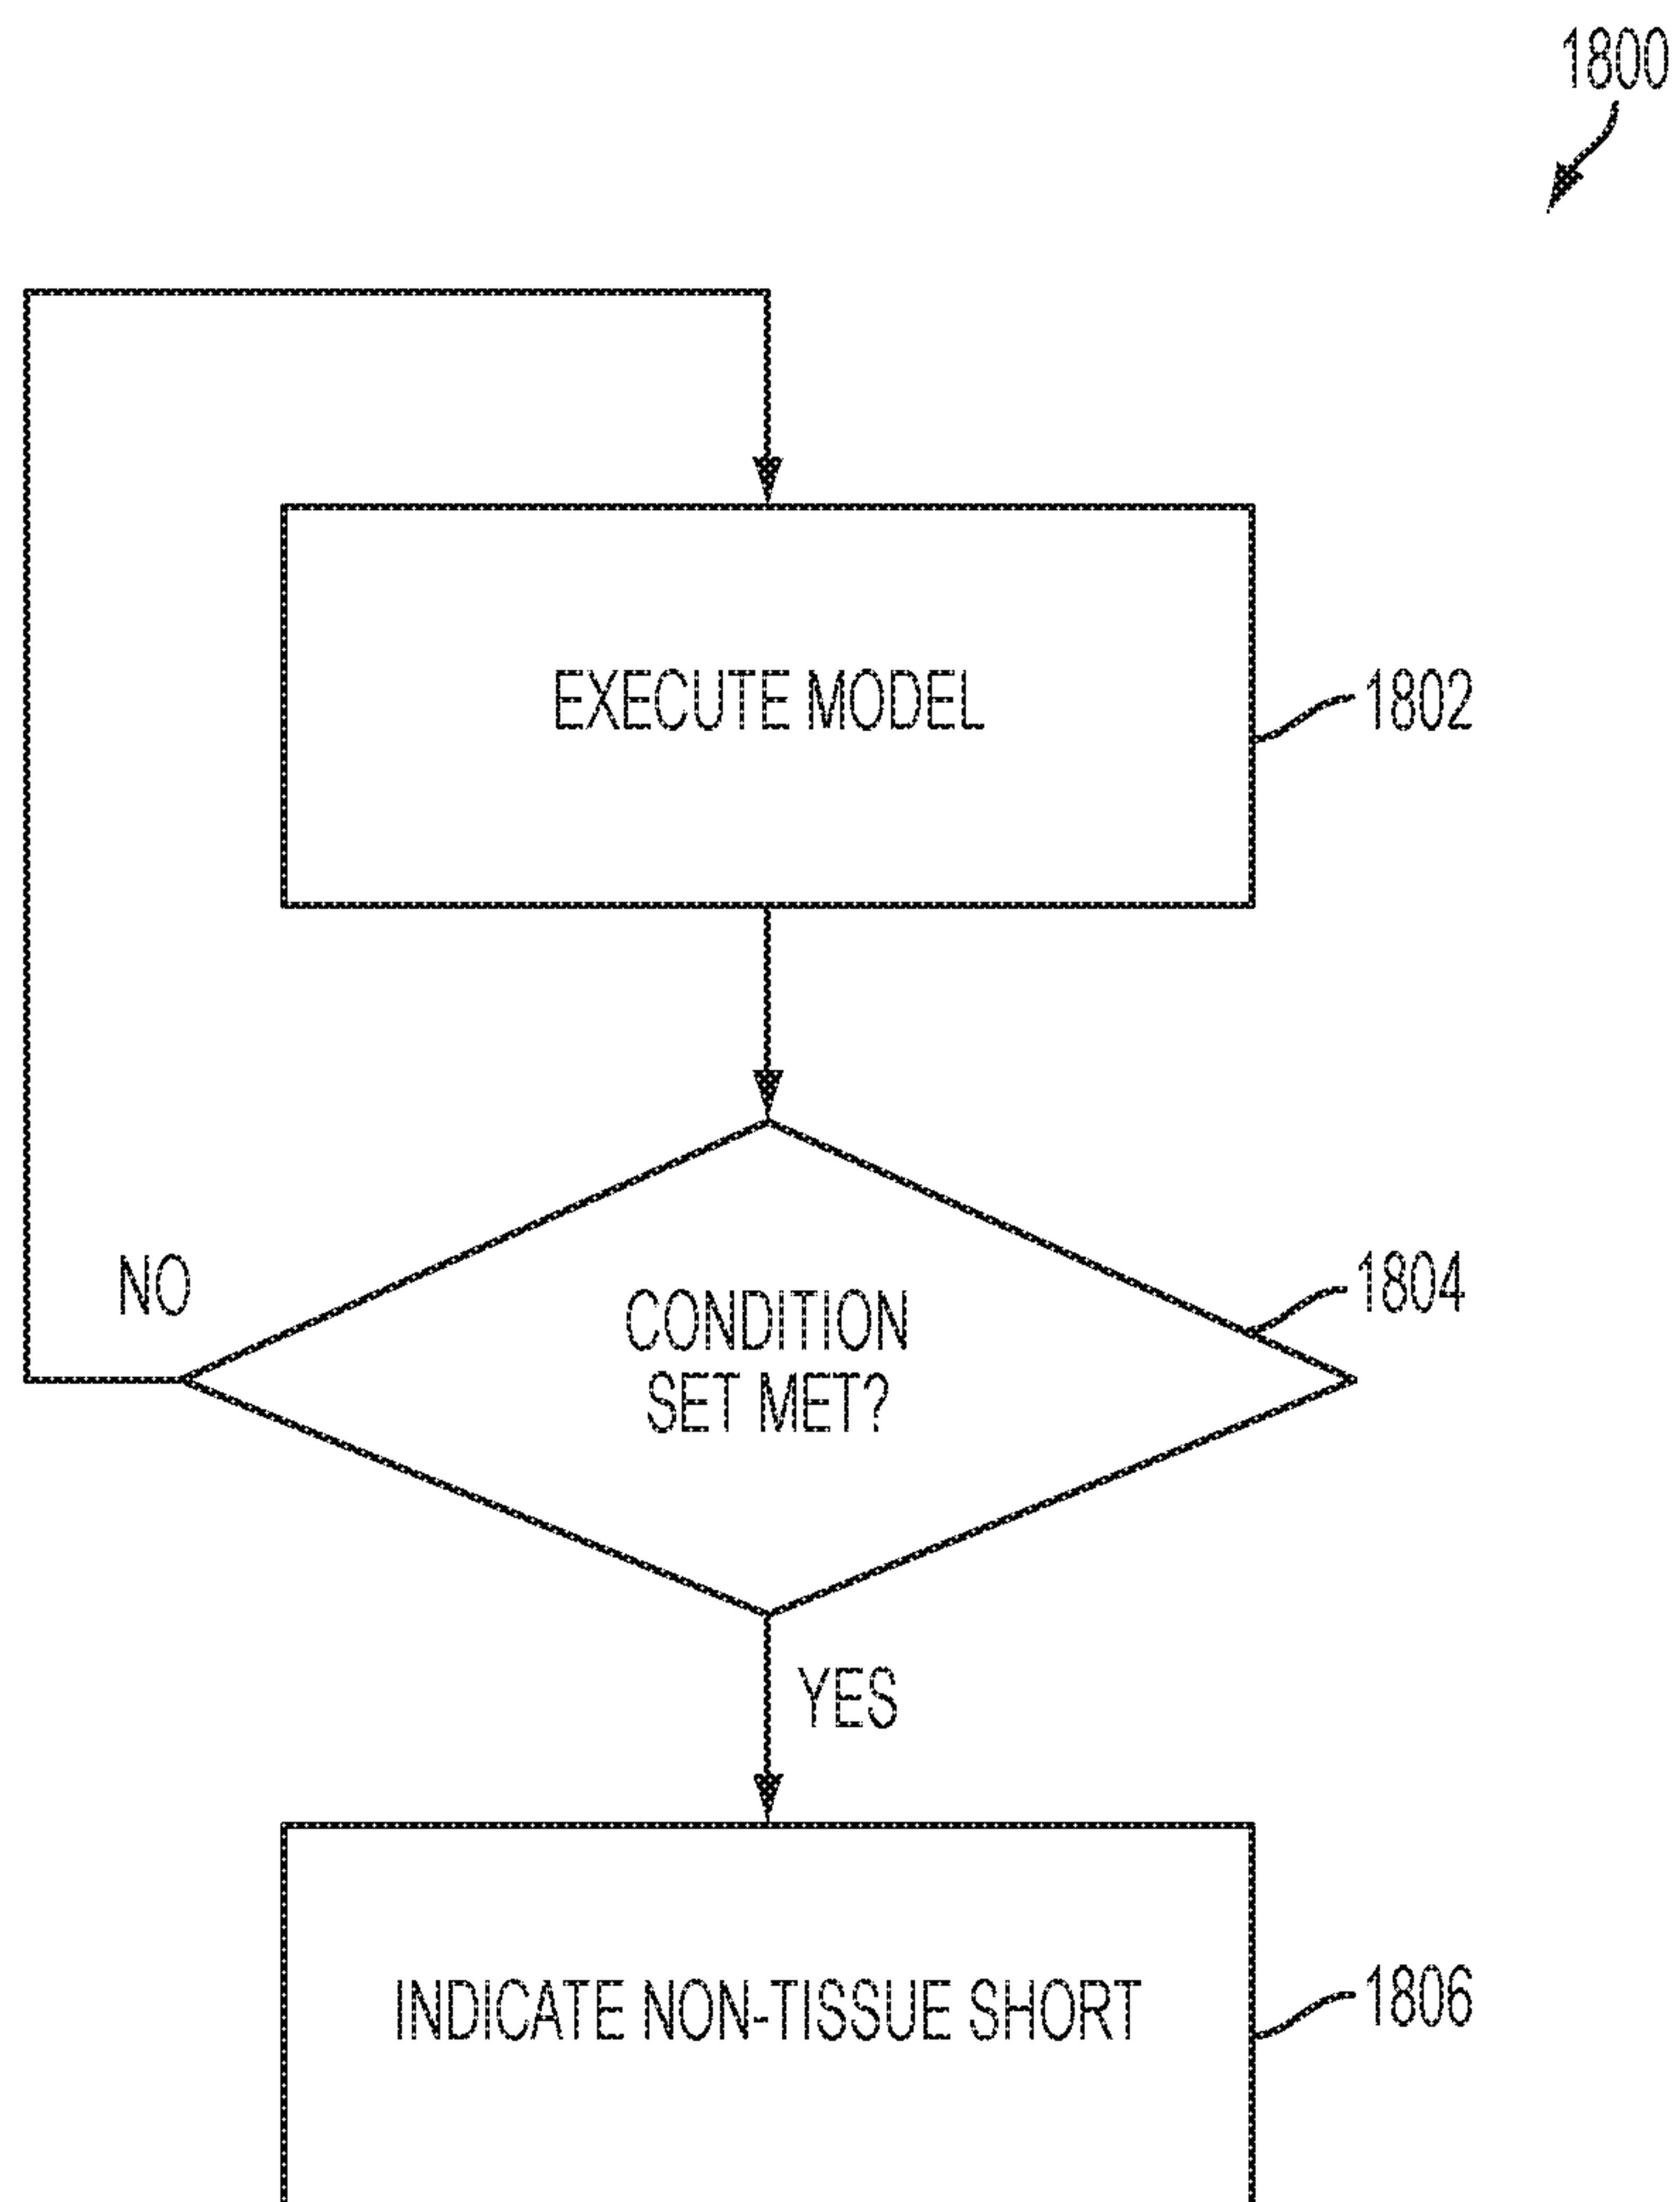 1800
EXECUTE MODEL
1802
NO
CONDITION
SET MET?
1804
YES
INDICATE NON-TISSUE SHORT
1806